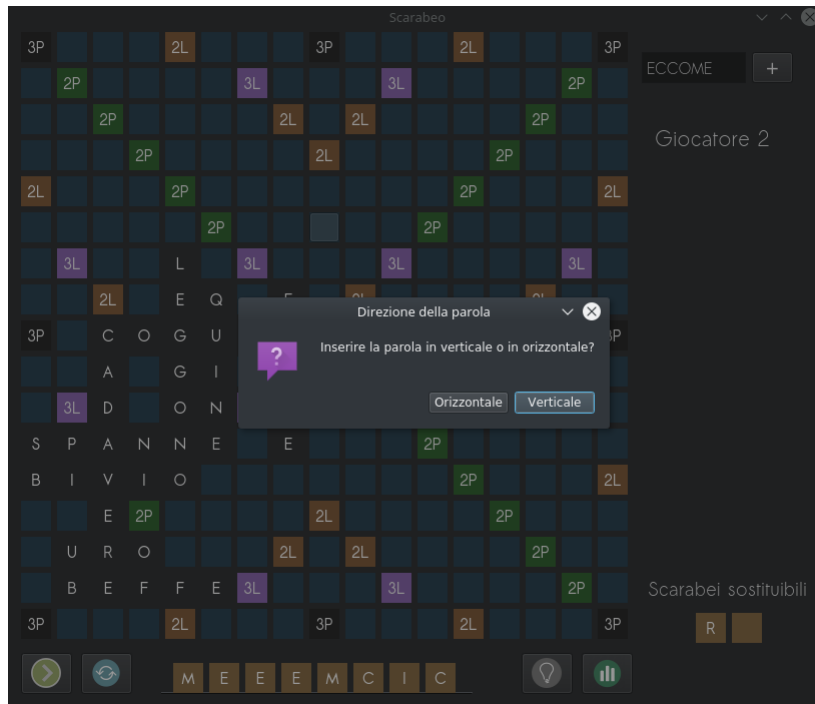 Scarabeo
3P 2L 3P 2L 3P
ECCOME +
2P 3L 3L 2P
2P 2L 2L 2P
Giocatore 2
2P 2L 2P
2L 2P 2P 2L
2P 2P
3L L 3L 3L 3L
2L E Q
Direzione della parola
3P C O G U
Inserire la parola in verticale o in orizzontale?
3P
?
A G I
3L D O N
Orizzontale Verticale
S P A N N E E 2P
B I V I O 2P 2L
E 2P 2L 2P
U R O 2L 2L 2P
B E F F E 3L 3L 2P
Scarabei sostituibili
3P 2L 3P 2L 3P
R
M E E E M C I C